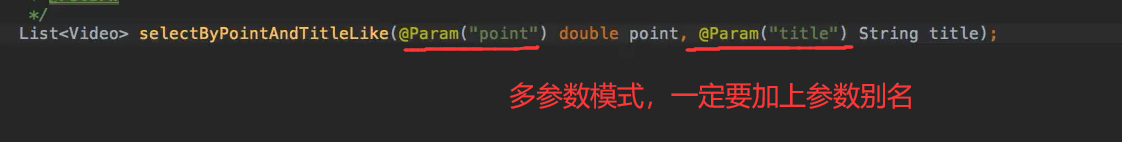 */
List<Video> selectByPointAndTitleLike(@Param("point") double point, @Param("title") String title);
多参数模式，一定要加上参数别名